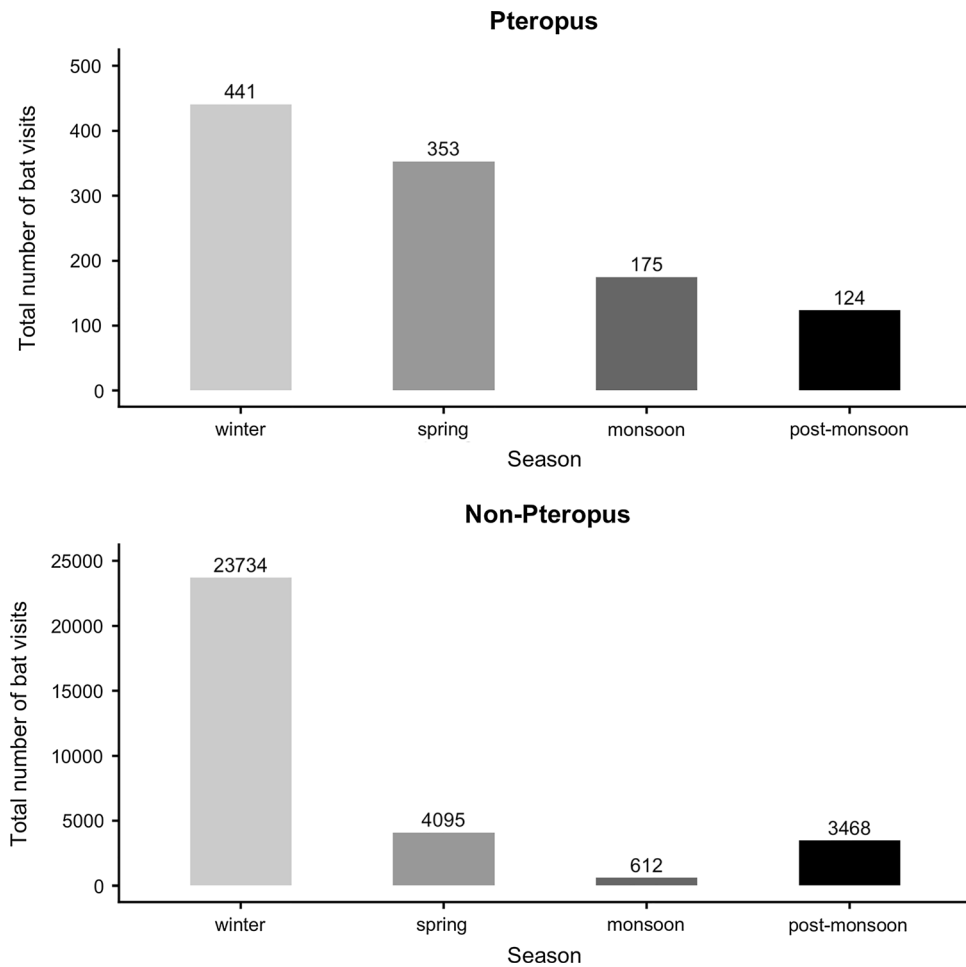 Pteropus
Total number of bat visits
500
400
300
200
100
0
441
353
175
124
winter spring monsoon post-monsoon
Season
Non-Pteropus
Total number of bat visits
25000
20000
15000
10000
5000
0
23734
4095
612
3468
winter spring monsoon post-monsoon
Season